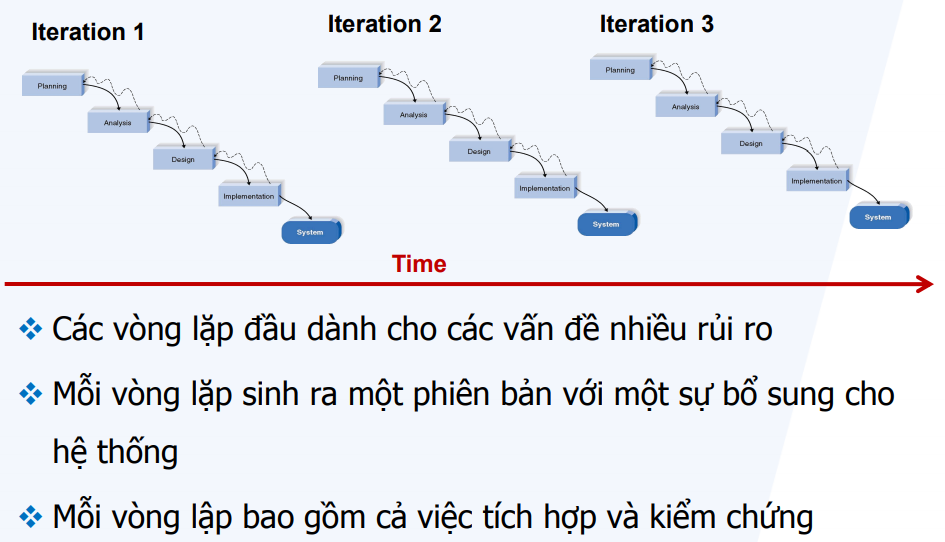 Iteration 1
Iteration 2
Iteration 3
Planning
Analysis
Design
Implementation
System
Planning
Analysis
Design
Implementation
System
Planning
Analysis
Design
Implementation
System
Time
Các vòng lặp đầu dành cho các vấn đề nhiều rủi ro
Mỗi vòng lặp sinh ra một phiên bản với một sự bổ sung cho
hệ thống
Mỗi vòng lập bao gồm cả việc tích hợp và kiểm chứng